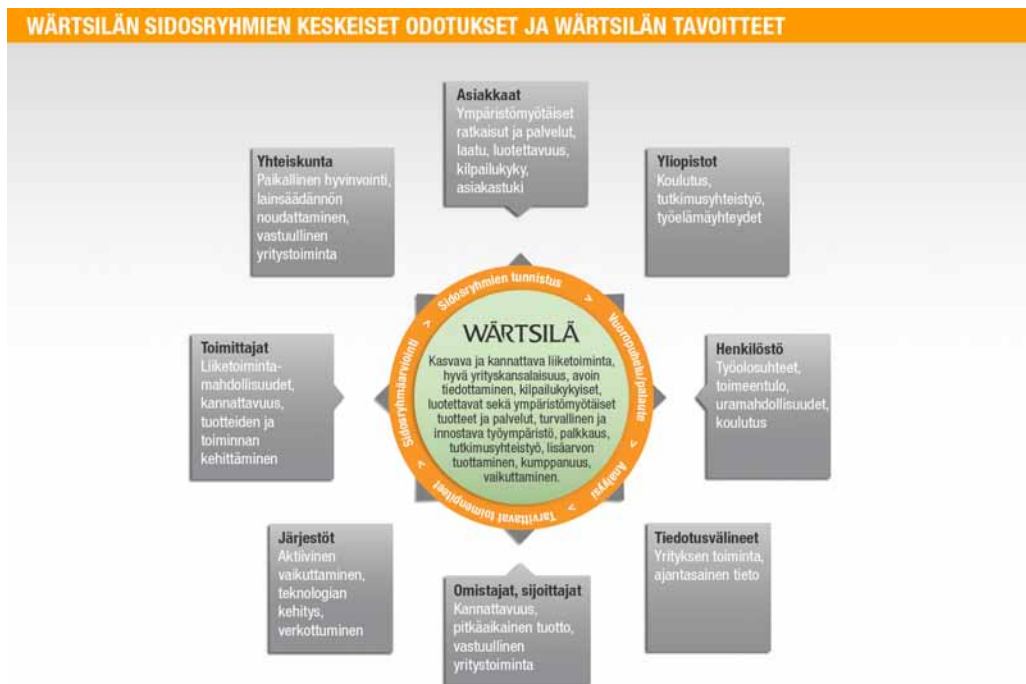 WÄRTSILÄN SIDOSRYHMIEN KESKEISET ODOTUKSET JA WÄRTSILÄN TAVOITTEET
Asiakkaat
Ympäristömyötäiset
ratkaisut ja palvelut,
laatu, luotettavuus,
kilpailukyky,
asiakastuki
Yhteiskunta
Paikallinen hyvinvointi,
lainsäädännön
noudattaminen,
vastuullinen
yritystoiminta
Yliopistot
Koulutus,
tutkimusyhteistyö,
työelämäyhteydet
Sidosryhmien tunnistus >
Vuoropuhelu/palaute >
Analyysi >
Tarvittavat toimenpiteet >
Sidosryhmäarviointi >
WÄRTSILÄ
Kasvava ja kannattava liiketoiminta,
hyvä yrityskansalaisuus, avoin
tiedottaminen, kilpailukykyiset,
luotettavat sekä ympäristömyötäiset
tuotteet ja palvelut, turvallinen ja
innostava työympäristö, palkkaus,
tutkimusyhteistyö, lisäarvon
tuottaminen, kumppanuus,
vaikuttaminen.
Toimittajat
Liiketoiminta-
mahdollisuudet,
kannattavuus,
tuotteiden ja
toiminnan
kehittäminen
Henkilöstö
Työolosuhteet,
toimeentulo,
uramahdollisuudet,
koulutus
Järjestöt
Aktiivinen
vaikuttaminen,
teknologian
kehitys,
verkottuminen
Omistajat, sijoittajat
Kannattavuus,
pitkäaikainen tuotto,
vastuullinen
yritystoiminta
Tiedotusvälineet
Yrityksen toiminta,
ajantasainen tieto